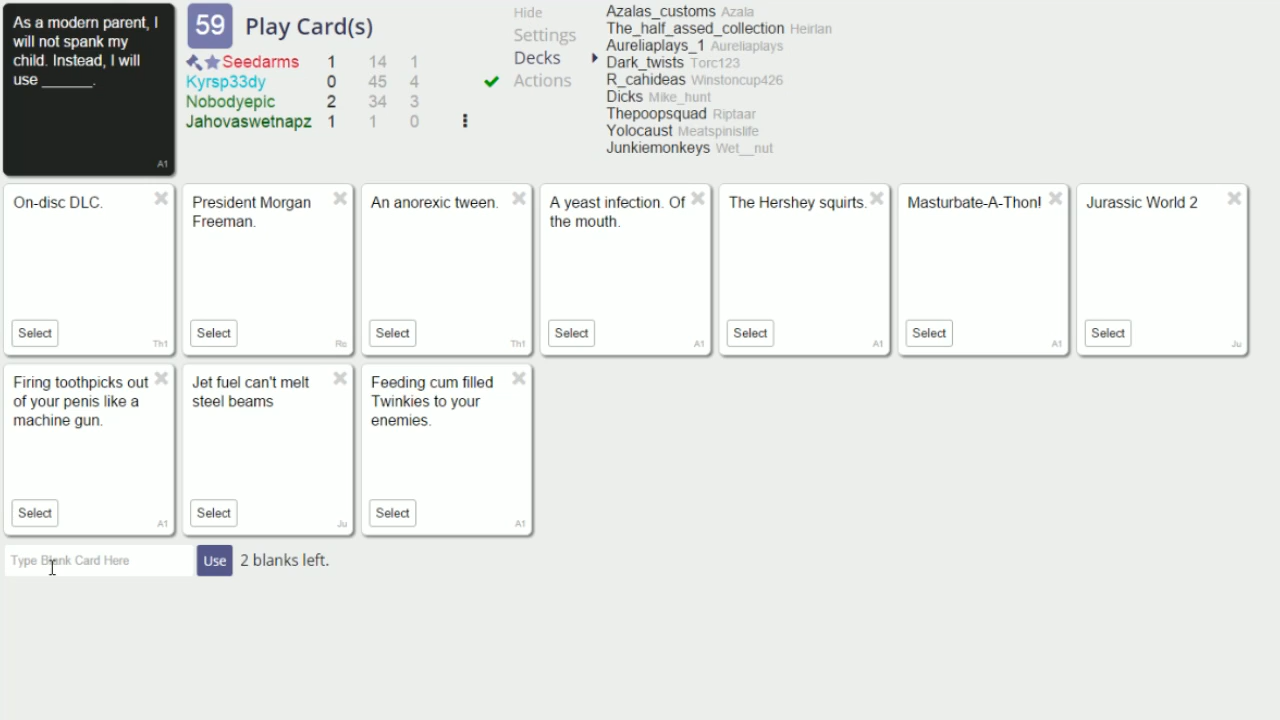 As a modern parent, I
will not spank my
child. Instead, I will
use ______.
A1
59 Play Card(s)
Seedarms 1 14 1
Kyrsp33dy 0 45 4
Nobodyepic 2 34 3
Jahovaswetnapz 1 1 0
Hide
Settings
Decks
Actions
Azalas_customs Azala
The_half_assed_collection Heirlan
Aureliaplays_1 Aureliaplays
Dark_twists Torc123
R_cahideas Winstoncup426
Dicks Mike_hunt
Thepoopsquad Riptaar
Yolocaust Meatspinislife
Junkiemonkeys Wet__nut
On-disc DLC.
Select
Th1
President Morgan
Freeman.
Select
Ro
An anorexic tween.
Select
Th1
A yeast infection. Of
the mouth.
Select
A1
The Hershey squirts.
Select
A1
Masturbate-A-Thon!
Select
A1
Jurassic World 2
Select
Ju
Firing toothpicks out
of your penis like a
machine gun.
Select
A1
Jet fuel can't melt
steel beams
Select
Ju
Feeding cum filled
Twinkies to your
enemies.
Select
A1
Type Blank Card Here
Use
2 blanks left.